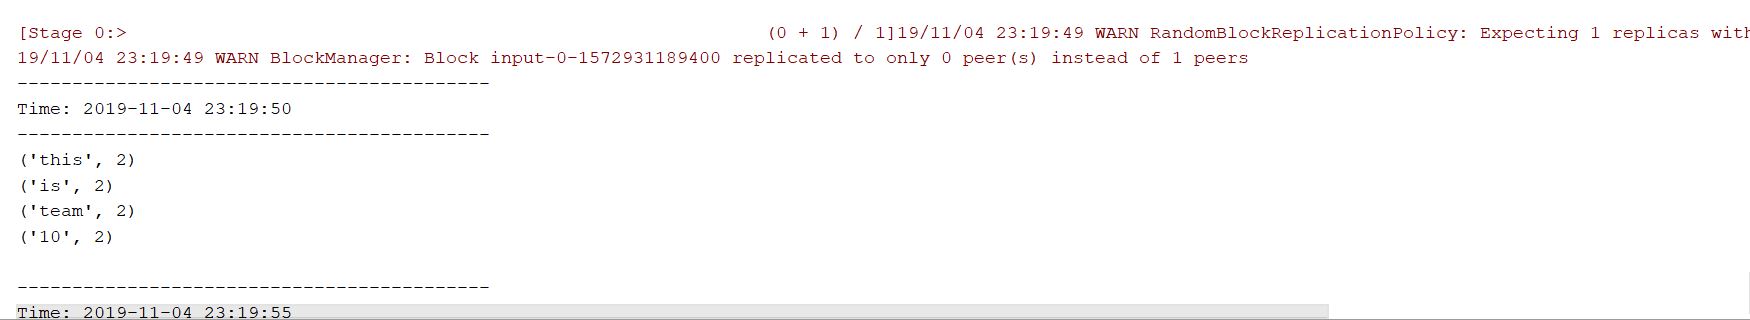 [Stage 0:> (0 + 1) / 1]19/11/04 23:19:49 WARN RandomBlockReplicationPolicy: Expecting 1 replicas with
19/11/04 23:19:49 WARN BlockManager: Block input-0-1572931189400 replicated to only 0 peer(s) instead of 1 peers
-------------------------------------------
Time: 2019-11-04 23:19:50
-------------------------------------------
('this', 2)
('is', 2)
('team', 2)
('10', 2)
-------------------------------------------
Time: 2019-11-04 23:19:55